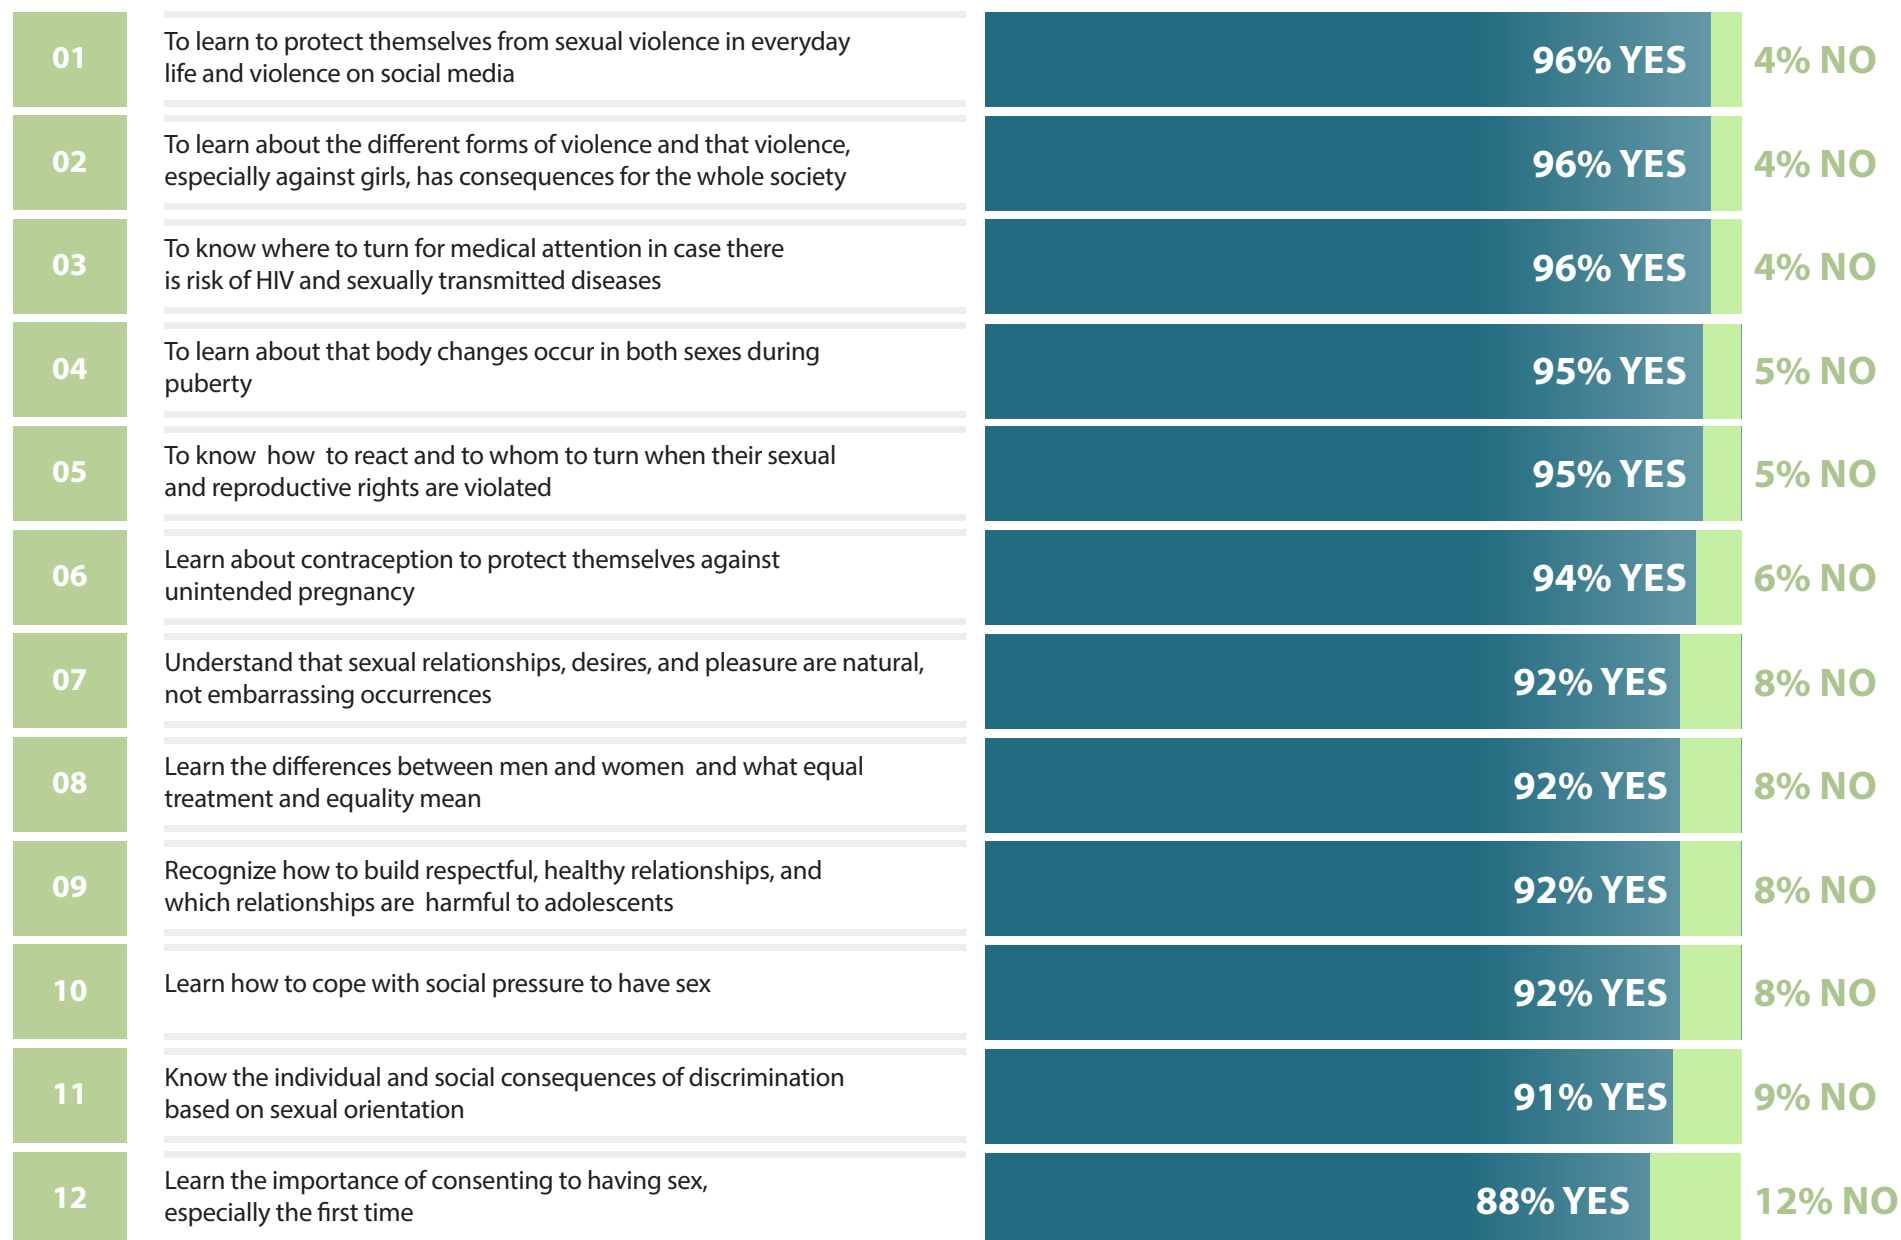 01
To learn to protect themselves from sexual violence in everyday
life and violence on social media
96% YES
4% NO
02
To learn about the different forms of violence and that violence,
especially against girls, has consequences for the whole society
96% YES
4% NO
03
To know where to turn for medical attention in case there
is risk of HIV and sexually transmitted diseases
96% YES
4% NO
04
To learn about that body changes occur in both sexes during
puberty
95% YES
5% NO
05
To know how to react and to whom to turn when their sexual
and reproductive rights are violated
95% YES
5% NO
06
Learn about contraception to protect themselves against
unintended pregnancy
94% YES
6% NO
07
Understand that sexual relationships, desires, and pleasure are natural,
not embarrassing occurrences
92% YES
8% NO
08
Learn the differences between men and women and what equal
treatment and equality mean
92% YES
8% NO
09
Recognize how to build respectful, healthy relationships, and
which relationships are harmful to adolescents
92% YES
8% NO
10
Learn how to cope with social pressure to have sex
92% YES
8% NO
11
Know the individual and social consequences of discrimination
based on sexual orientation
91% YES
9% NO
12
Learn the importance of consenting to having sex,
especially the first time
88% YES
12% NO